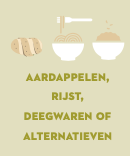 AARDAPPELEN,
RIJST,
DEEGWAREN OF
ALTERNATIEVEN